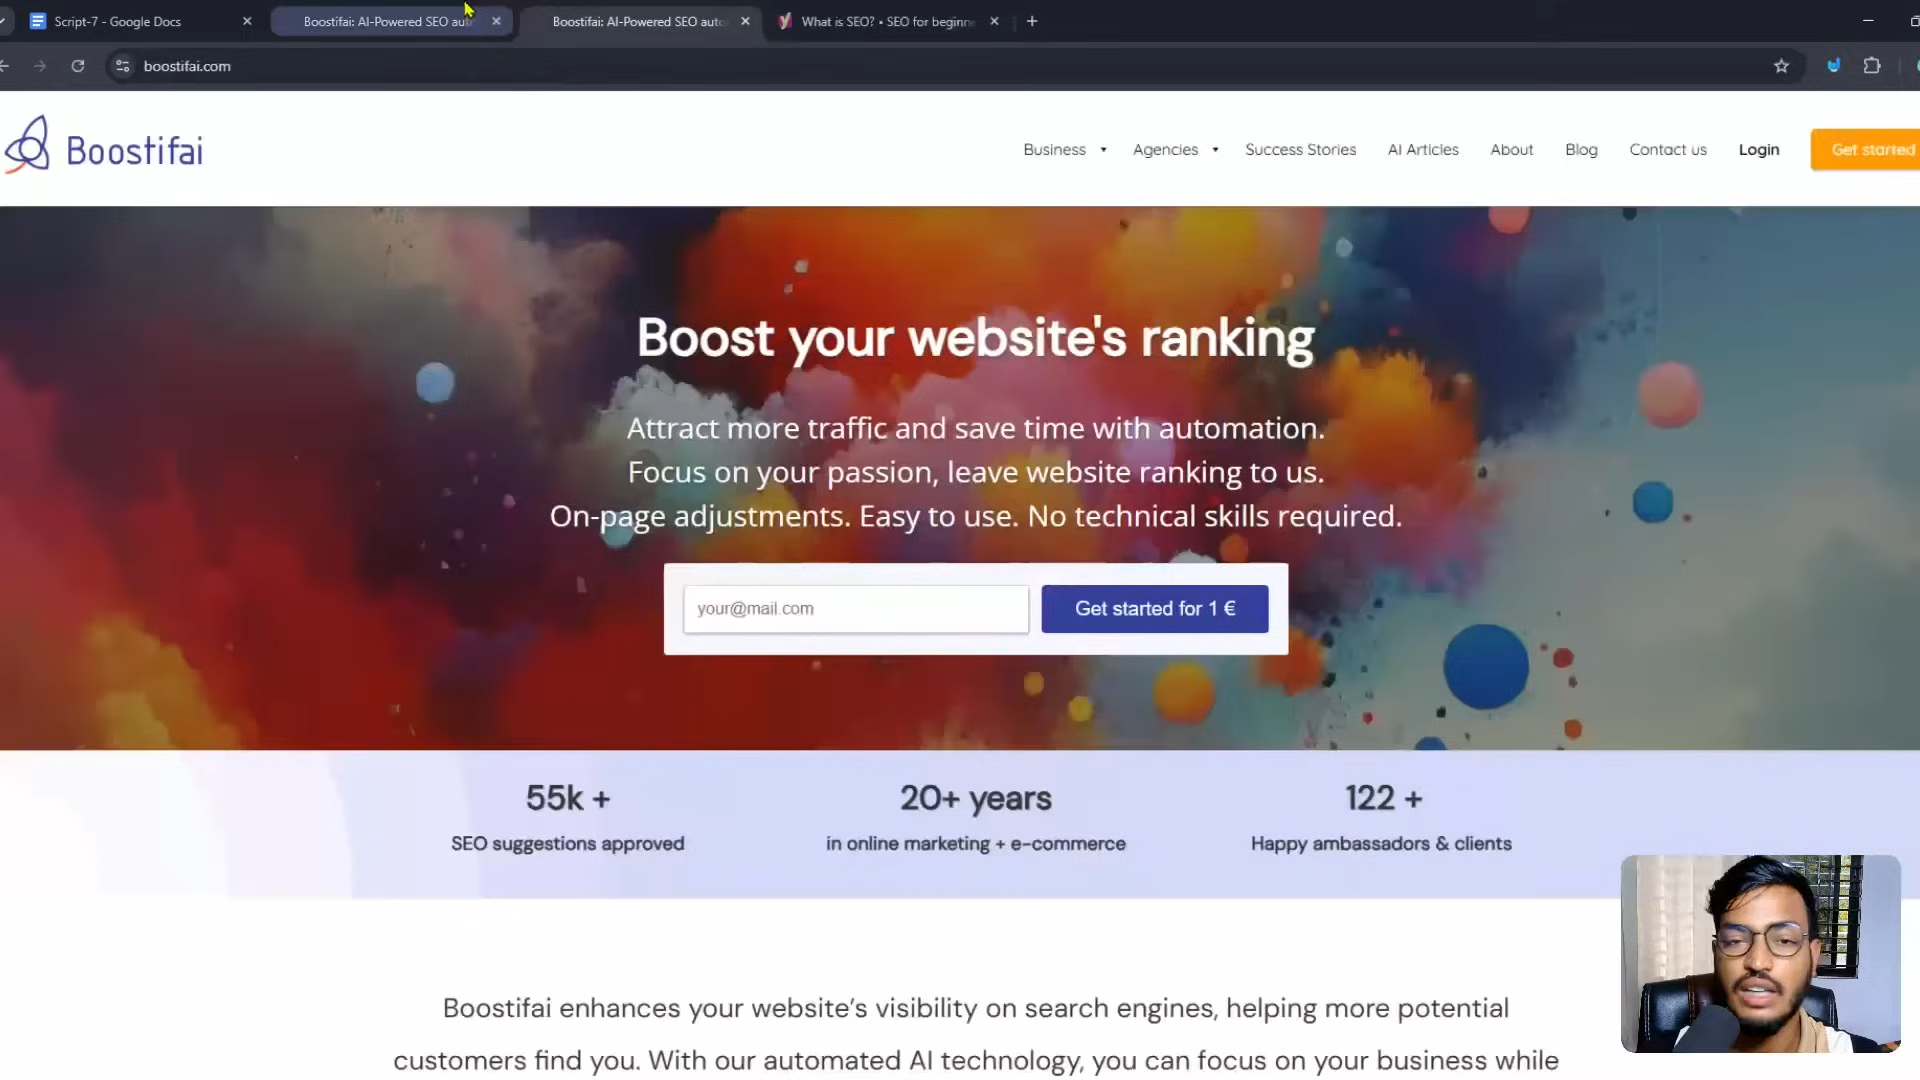 Script-7 - Google Docs
Boostifai: AI-Powered SEO aut
Boostifai: AI-Powered SEO auto
What is SEO? • SEO for beginne
boostifai.com
Boostifai
Business
Agencies
Success Stories
AI Articles
About
Blog
Contact us
Login
Get started
Boost your website's ranking
Attract more traffic and save time with automation.
Focus on your passion, leave website ranking to us.
On-page adjustments. Easy to use. No technical skills required.
your@mail.com
Get started for 1 €
55k +
20+ years
122 +
SEO suggestions approved
in online marketing + e-commerce
Happy ambassadors & clients
Boostifai enhances your website’s visibility on search engines, helping more potential
customers find you. With our automated AI technology, you can focus on your business while